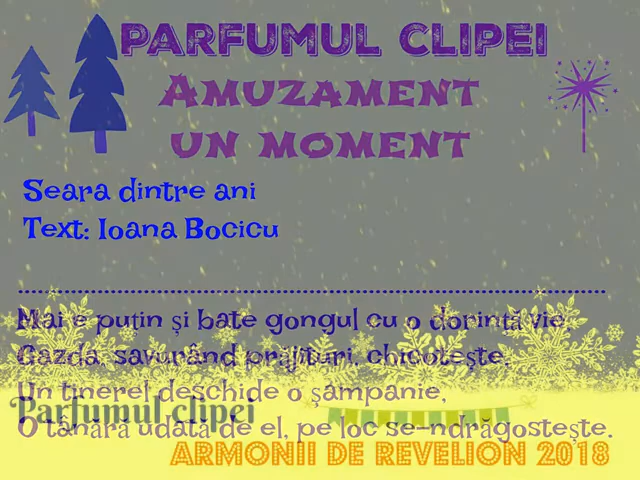 PARFUMUL CLIPEI
AMUZAMENT
UN MOMENT
Seara dintre ani
Text: Ioana Bocicu
................................................................................................
Mai e puțin și bate gongul cu o dorință vie,
Gazda, savurând prăjituri, chicotește,
Un tinerel deschide o șampanie,
Parfumul clipei
O tânără udată de el, pe loc se-ndrăgostește.
ARMONII DE REVELION 2018